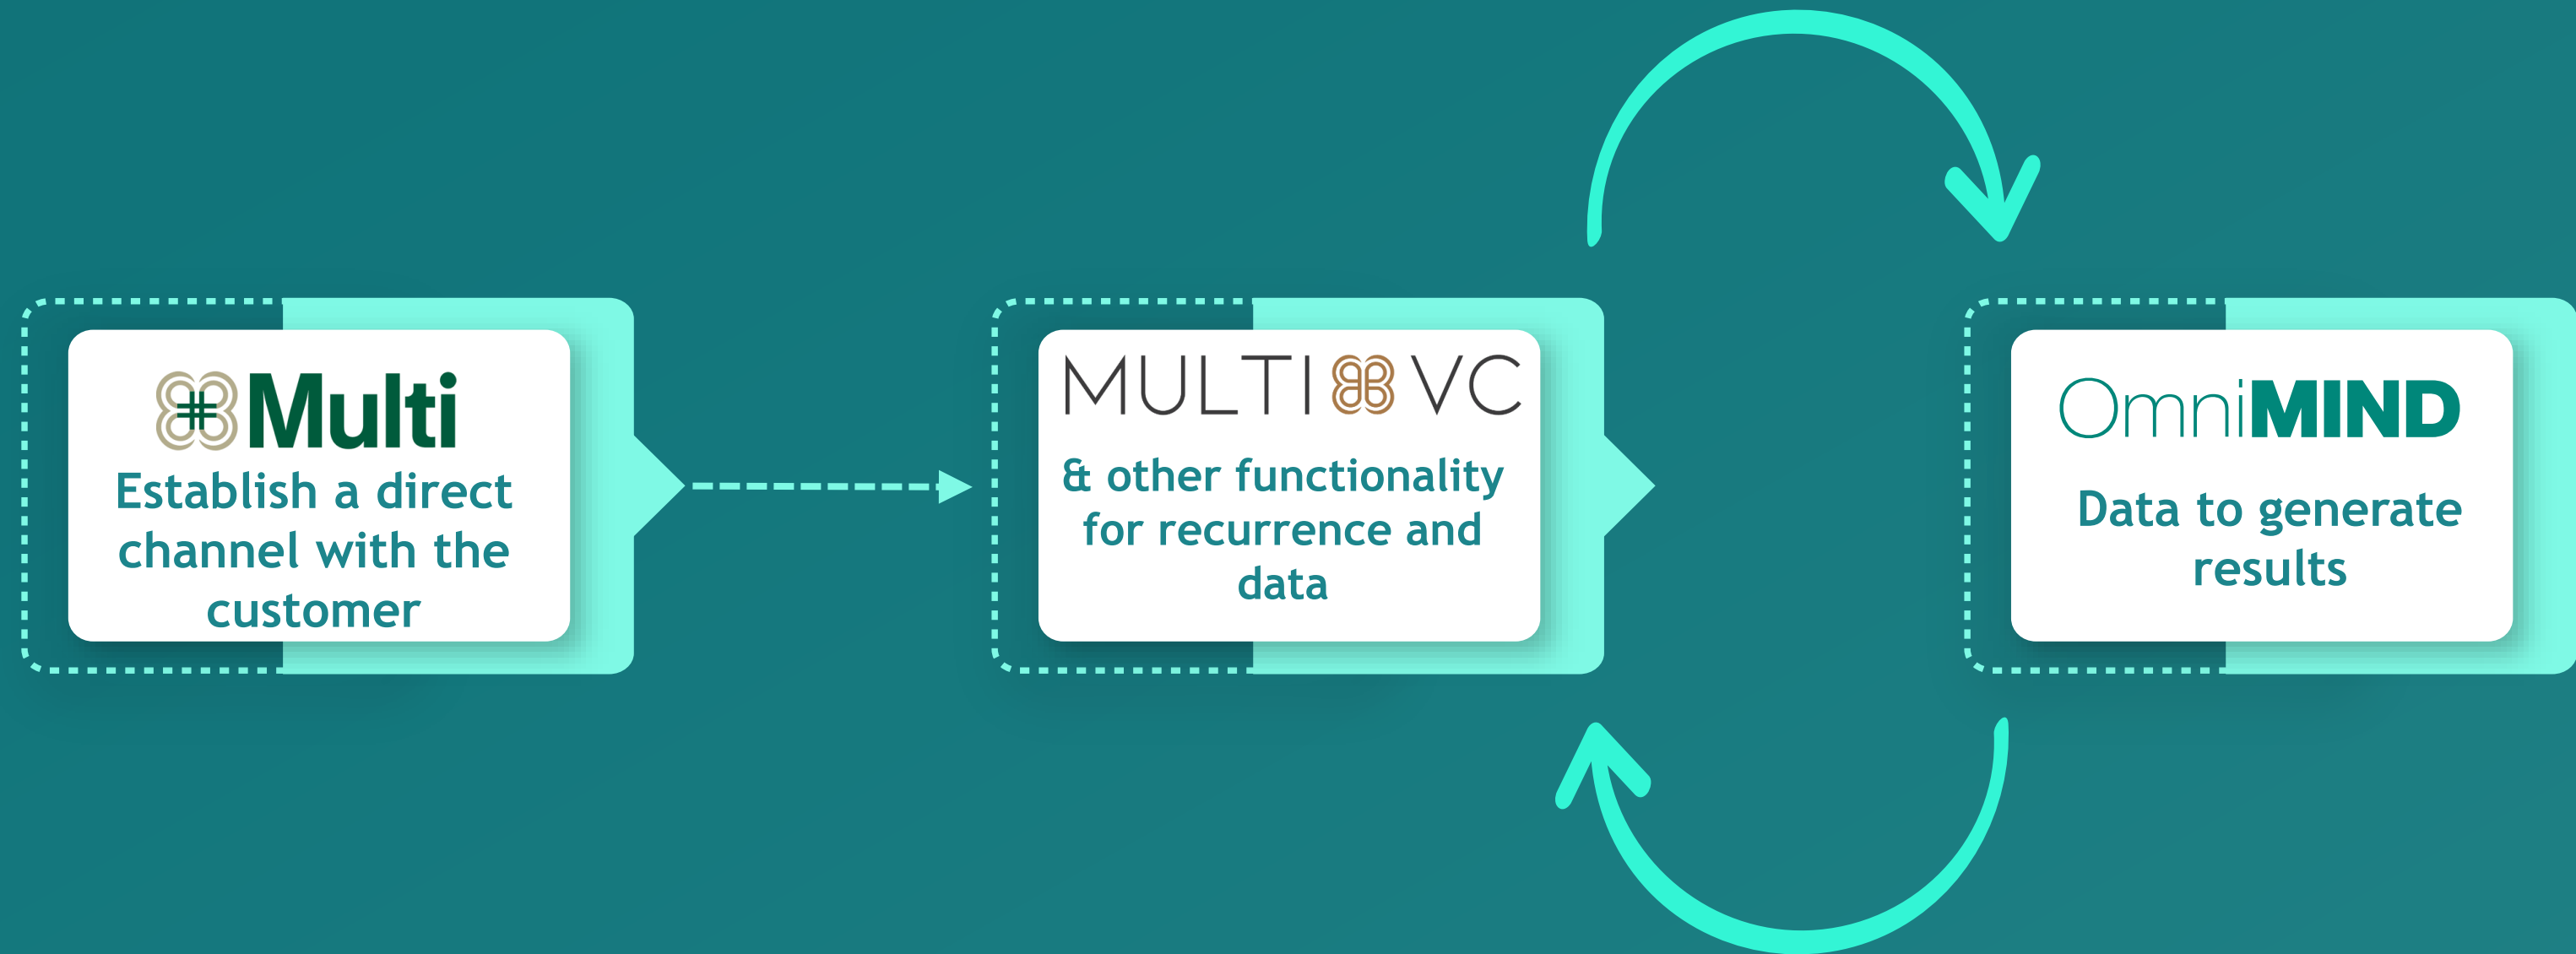 Multi
Establish a direct
channel with the
customer
MULTI VC
& other functionality
for recurrence and
data
OmniMIND
Data to generate
results